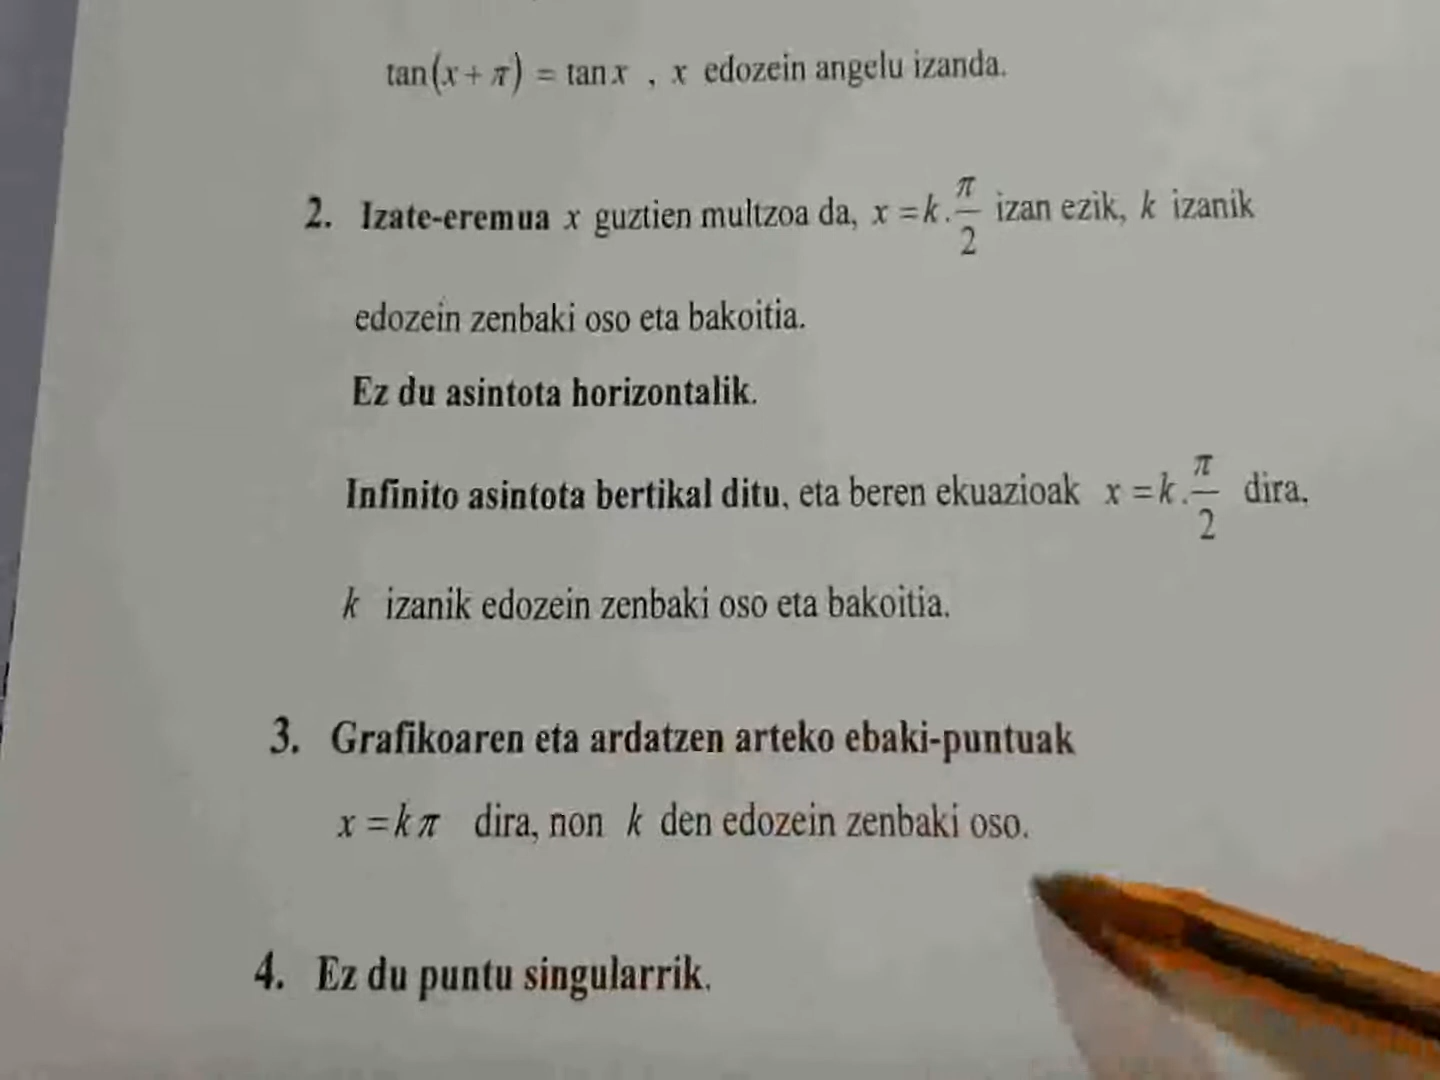 tan(x + π) = tan x , x edozein angelu izanda.
2. Izate-eremua x guztien multzoa da, x = k . π/2 izan ezik, k izanik
edozein zenbaki oso eta bakoitia.
Ez du asintota horizontalik.
Infinito asintota bertikal ditu, eta beren ekuazioak x = k . π/2 dira,
k izanik edozein zenbaki oso eta bakoitia.
3. Grafikoaren eta ardatzen arteko ebaki-puntuak
x = k π dira, non k den edozein zenbaki oso.
4. Ez du puntu singularrik.